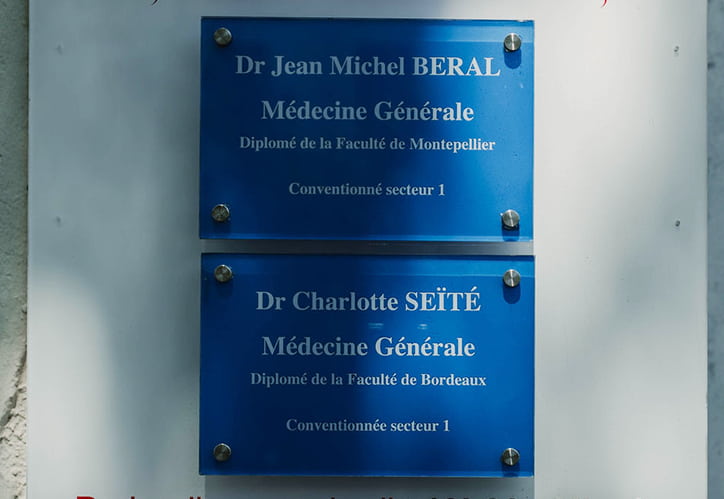 Dr Jean Michel BERAL
Médecine Générale
Diplomé de la Faculté de Montepellier
Conventionné secteur 1
Dr Charlotte SEÏTÉ
Médecine Générale
Diplomé de la Faculté de Bordeaux
Conventionnée secteur 1